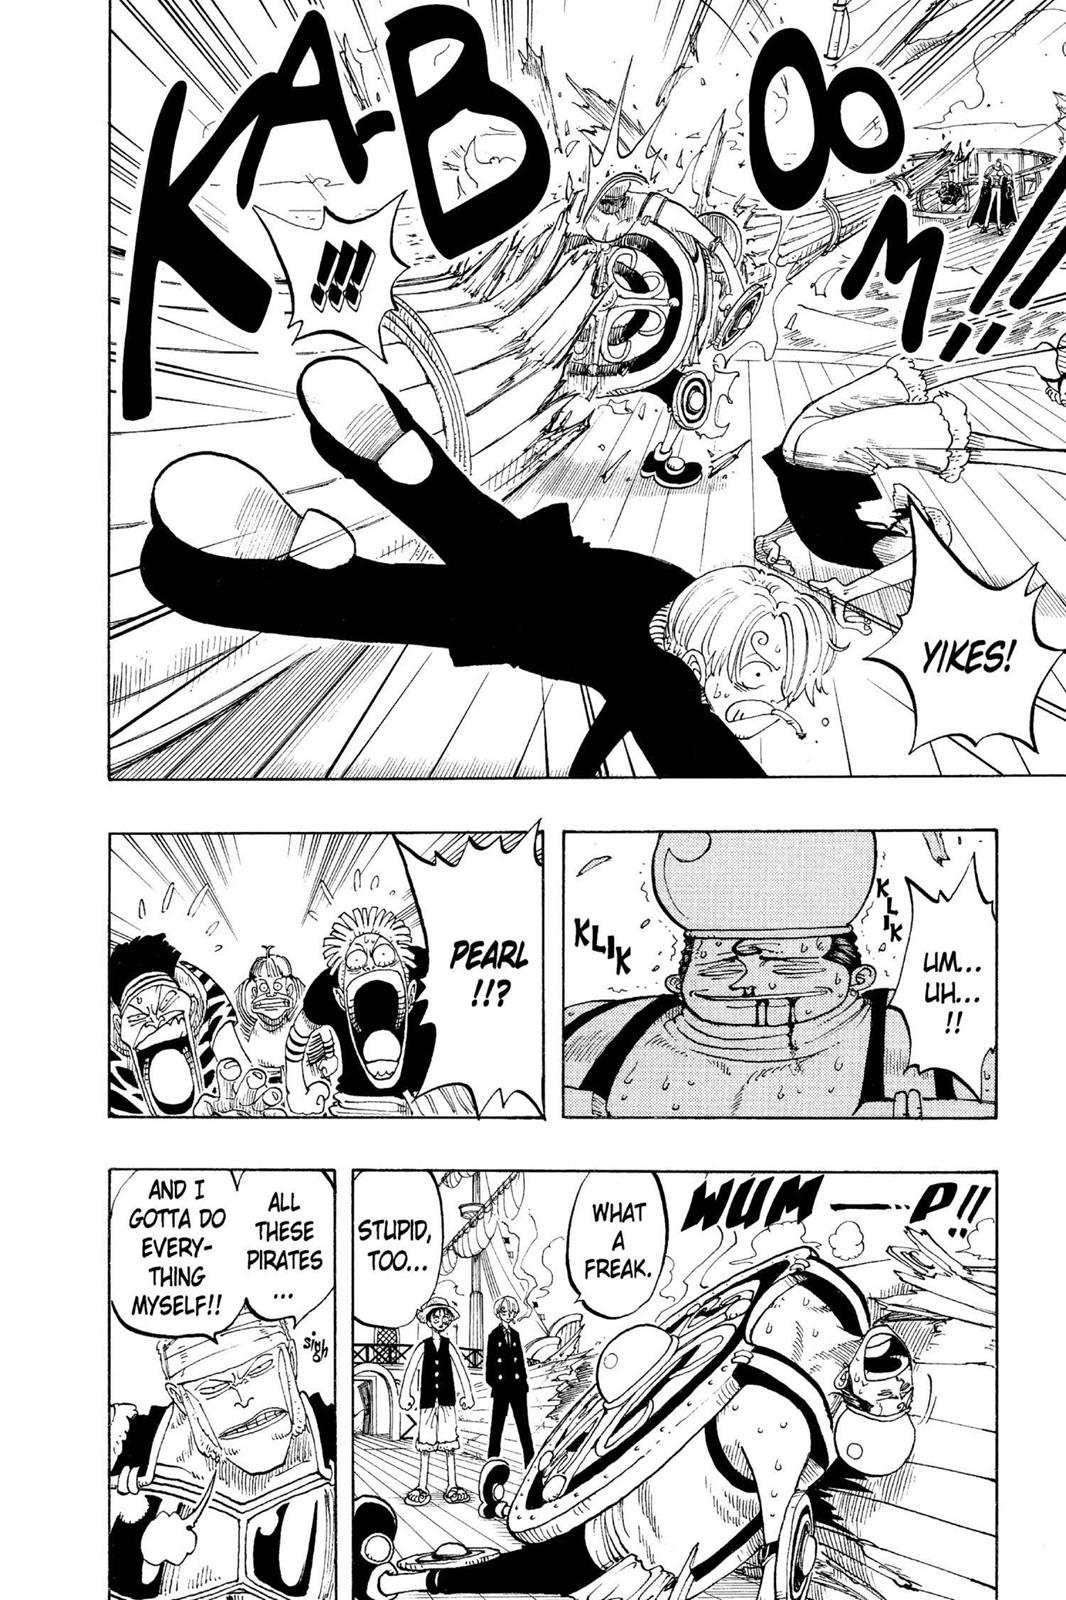 KA-BOOM!!
!!!
YIKES!
UM...
UH...
!!
KLIK
KLIK
PEARL
!!?
WUM—P!!
WHAT
A
FREAK.
STUPID,
TOO...
ALL
THESE
PIRATES
...
AND I
GOTTA DO
EVERY-
THING
MYSELF!!
sigh